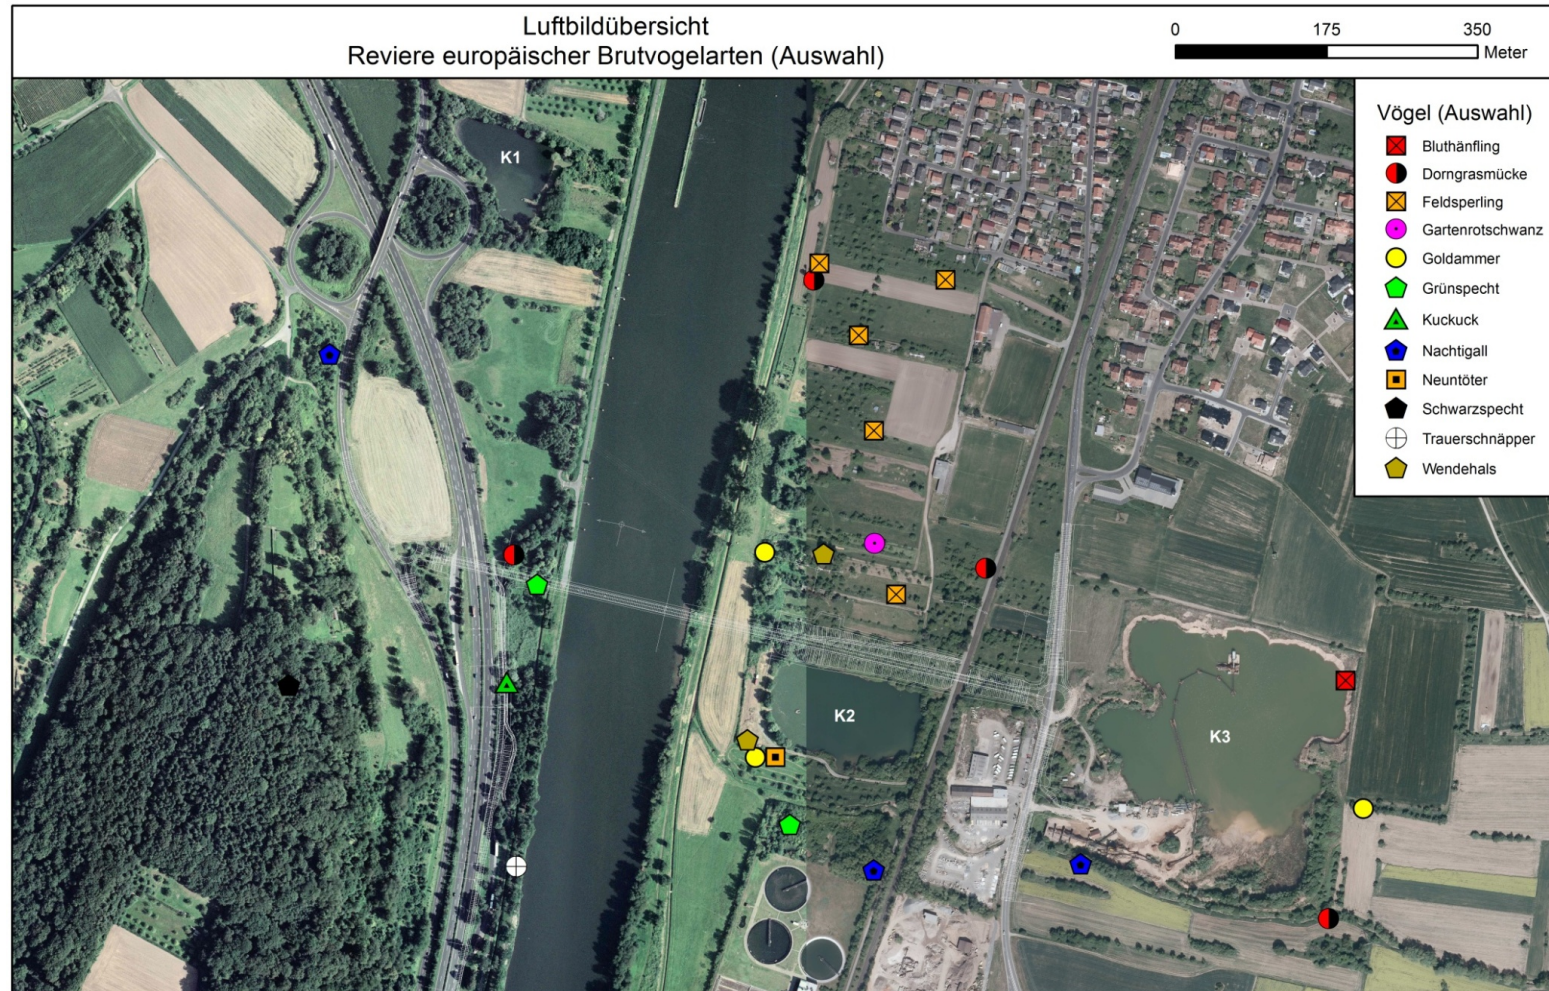 Luftbildübersicht
Reviere europäischer Brutvogelarten (Auswahl)
0 175 350
Meter
Vögel (Auswahl)
Bluthänfling
Dorngrasmücke
Feldsperling
Gartenrotschwanz
Goldammer
Grünspecht
Kuckuck
Nachtigall
Neuntöter
Schwarzspecht
Trauerschnäpper
Wendehals
K1
K2
K3